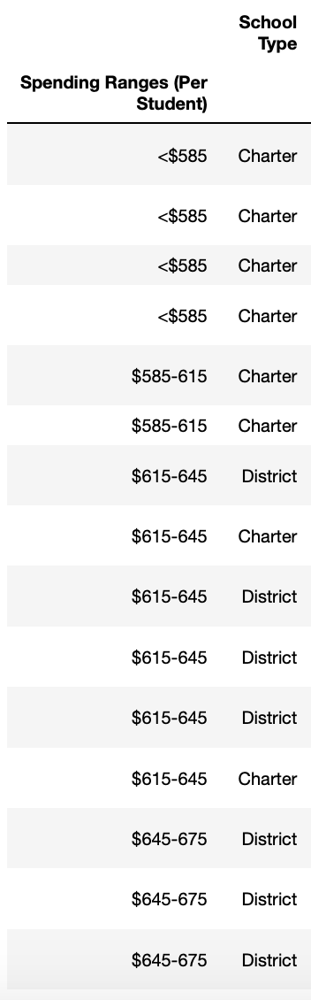 School
Type
Spending Ranges (Per
Student)
<$585 Charter
<$585 Charter
<$585 Charter
<$585 Charter
$585-615 Charter
$585-615 Charter
$615-645 District
$615-645 Charter
$615-645 District
$615-645 District
$615-645 District
$615-645 Charter
$645-675 District
$645-675 District
$645-675 District